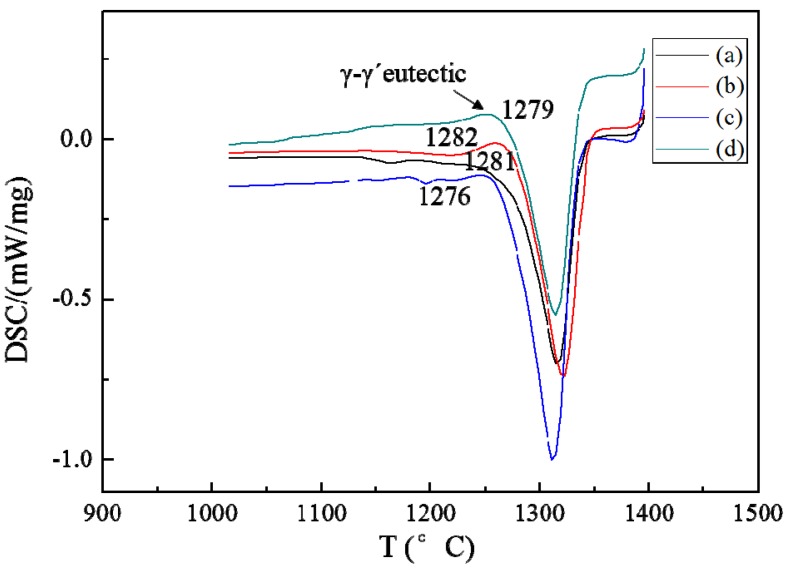 γ-γ´eutectic
1279
1282
1281
1276
(a)
(b)
(c)
(d)
0.0
-0.5
-1.0
DSC/(mW/mg)
900 1000 1100 1200 1300 1400 1500
T (° C)